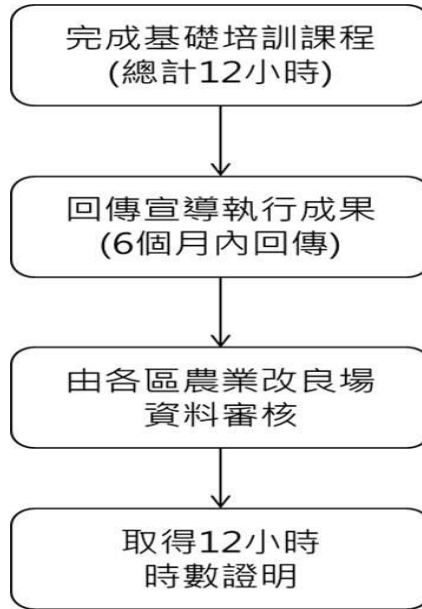 完成基礎培訓課程
(總計12小時)
回傳宣導執行成果
(6個月內回傳)
由各區農業改良場
資料審核
取得12小時
時數證明